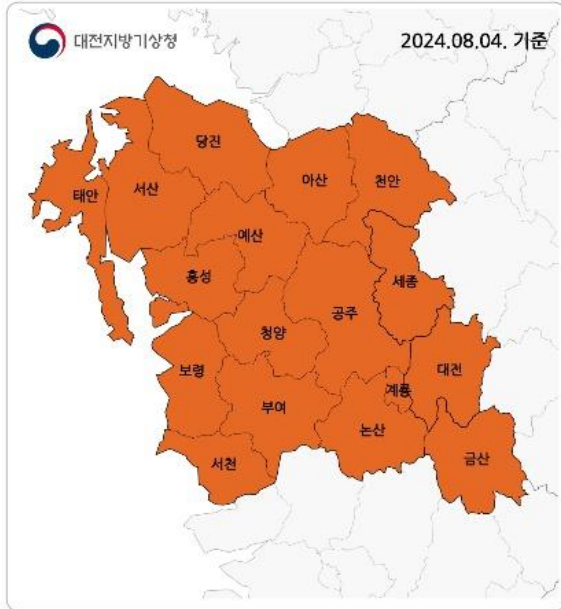 대전지방기상청
2024.08.04. 기준
당진
아산
천안
태안
서산
예산
홍성
세종
공주
청양
보령
대전
계룡
부여
논산
서천
금산